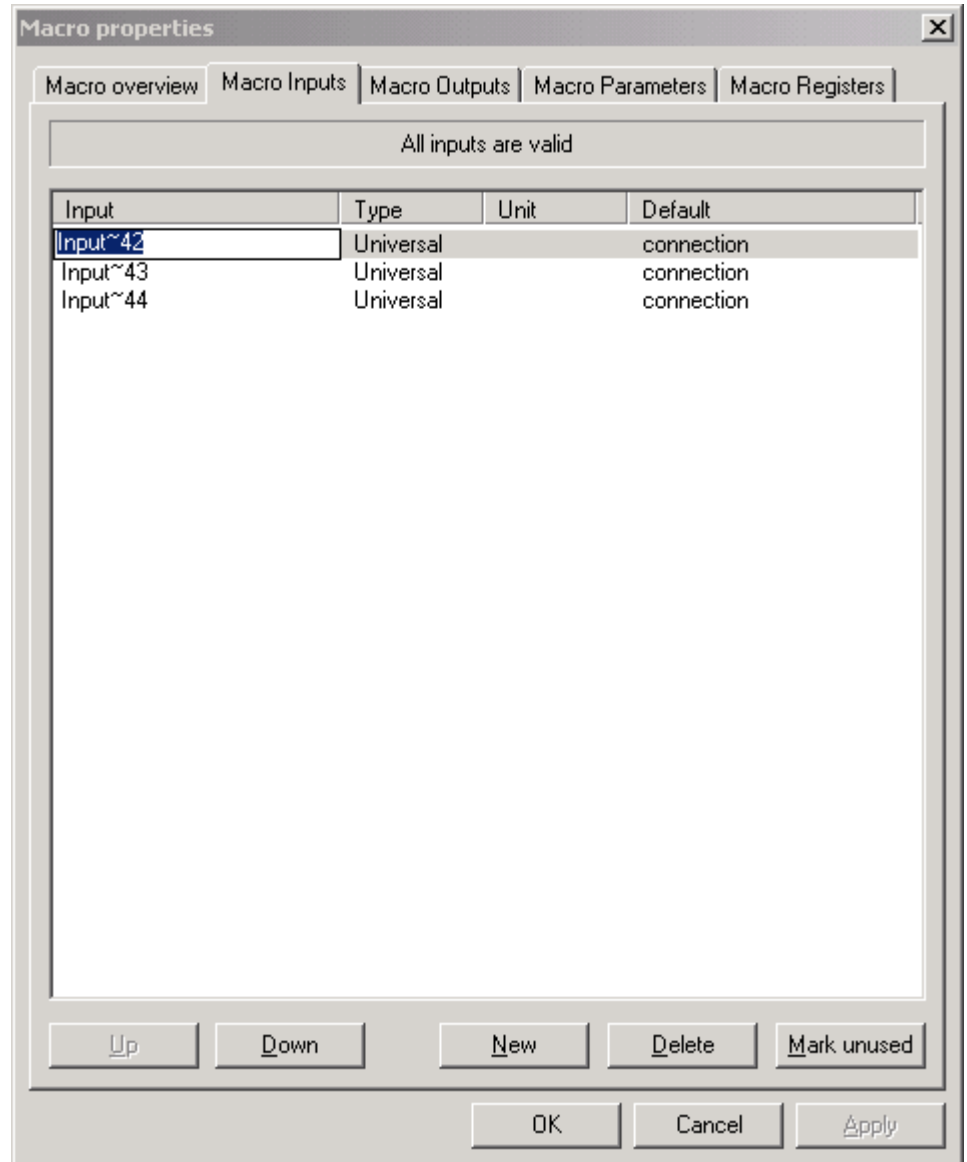 Macro properties
Macro overview Macro Inputs Macro Outputs Macro Parameters Macro Registers
All inputs are valid
Input Type Unit Default
Input~42 Universal connection
Input~43 Universal connection
Input~44 Universal connection
Up Down New Delete Mark unused
OK Cancel Apply